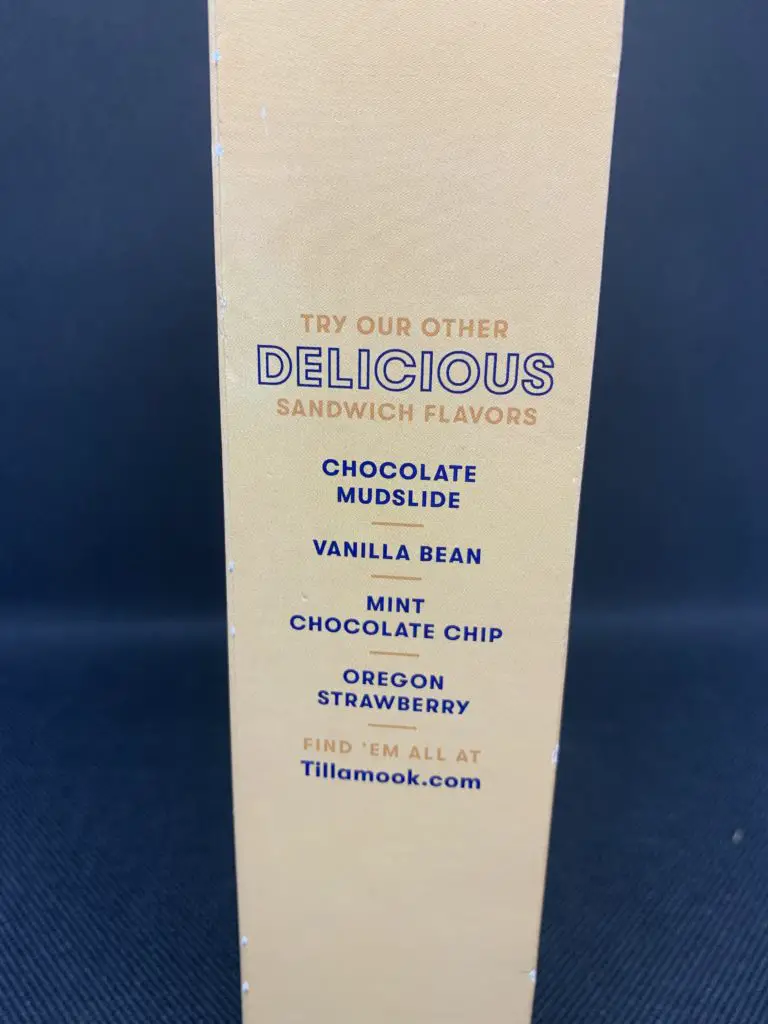 TRY OUR OTHER
DELICIOUS
SANDWICH FLAVORS
CHOCOLATE
MUDSLIDE
VANILLA BEAN
MINT
CHOCOLATE CHIP
OREGON
STRAWBERRY
FIND 'EM ALL AT
Tillamook.com